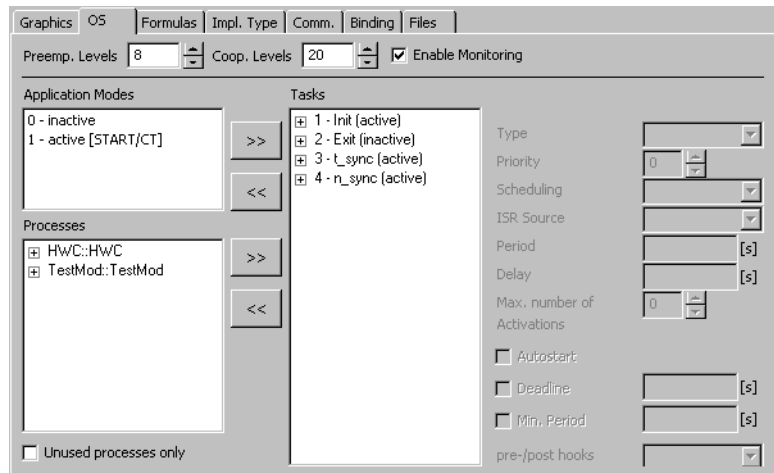 Graphics OS Formulas Impl. Type Comm. Binding Files
Preemp. Levels 8 Coop. Levels 20 Enable Monitoring
Application Modes
0 - inactive
1 - active [START/CT]
>>
<<
Processes
HWC::HWC
TestMod::TestMod
>>
<<
Unused processes only
Tasks
1 - Init (active)
2 - Exit (inactive)
3 - t_sync (active)
4 - n_sync (active)
Type
Priority 0
Scheduling
ISR Source
Period [s]
Delay [s]
Max. number of 0
Activations
Autostart
Deadline [s]
Min. Period [s]
pre-/post hooks